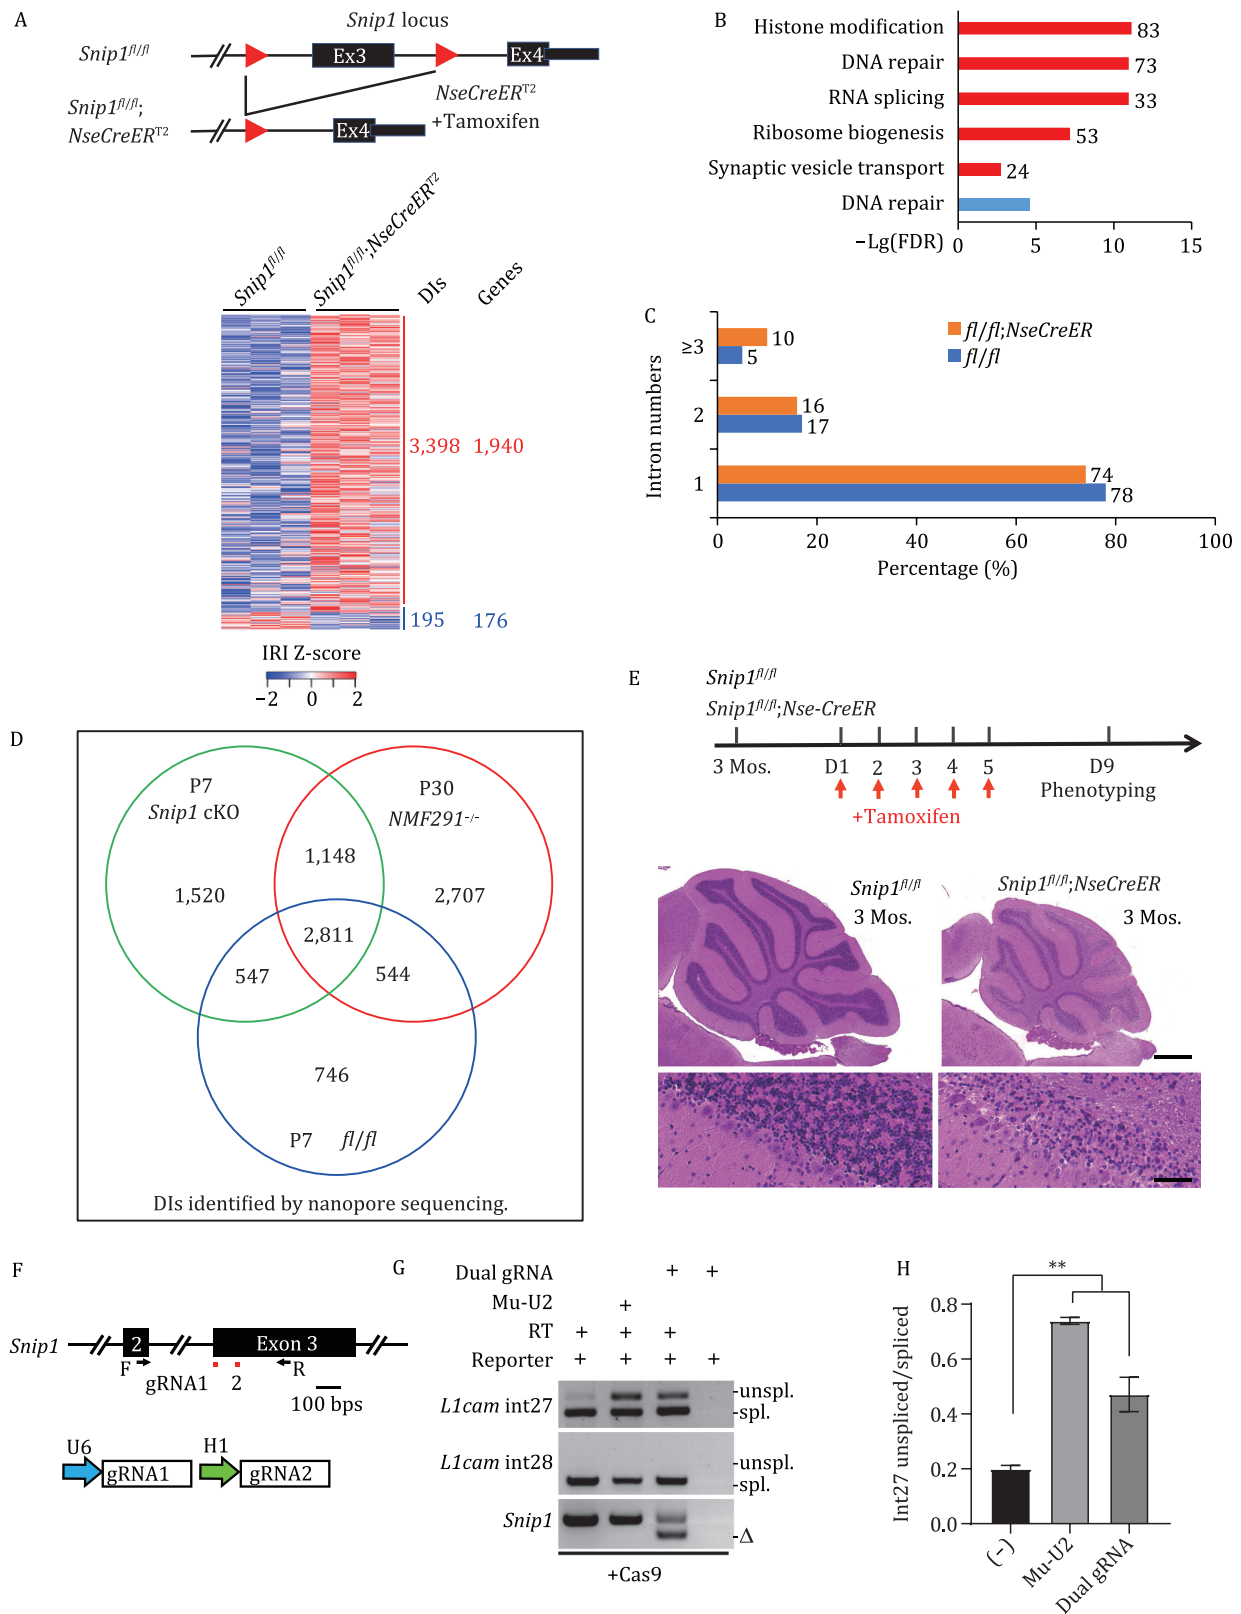 A
Snip1 locus
Snip1fl/fl
Ex3
Ex4
Snip1fl/fl;
NseCreERT2
Ex4
NseCreERT2
+Tamoxifen
Snip1fl/fl
Snip1fl/fl;NseCreERT2
DIs
Genes
3,398 1,940
195 176
IRI Z-score
−2 0 2
B
Histone modification 83
DNA repair 73
RNA splicing 33
Ribosome biogenesis 53
Synaptic vesicle transport 24
DNA repair
−Lg(FDR) 0 5 10 15
C
fl/fl;NseCreER
fl/fl
Intron numbers
≥3 10
5
2 16
17
1 74
78
0 20 40 60 80 100
Percentage (%)
D
P7
Snip1 cKO
P30
NMF291-/-
1,148
1,520
2,707
2,811
547
544
746
P7 fl/fl
DIs identified by nanopore sequencing.
E
Snip1fl/fl
Snip1fl/fl;Nse-CreER
3 Mos. D1 2 3 4 5 D9
+Tamoxifen
Phenotyping
Snip1fl/fl
3 Mos.
Snip1fl/fl;NseCreER
3 Mos.
F
Snip1
2
Exon 3
F
R
gRNA1 2
100 bps
U6
gRNA1
H1
gRNA2
G
Dual gRNA + +
Mu-U2 +
RT + + +
Reporter + + + +
L1cam int27
-unspl.
-spl.
L1cam int28
-unspl.
-spl.
Snip1
-Δ
+Cas9
H
**
Int27 unspliced/spliced
0.8
0.6
0.4
0.2
0.0
(−)
Mu-U2
Dual gRNA